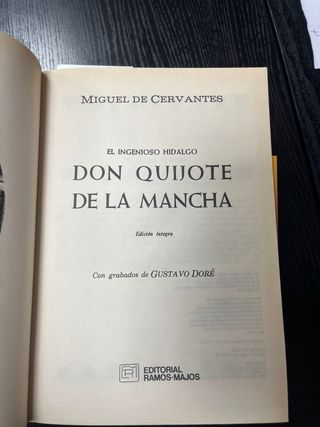 MIGUEL DE CERVANTES
EL INGENIOSO HIDALGO
DON QUIJOTE
DE LA MANCHA
Edición íntegra
Con grabados de GUSTAVO DORÉ
EDITORIAL
RAMOS-MAJOS